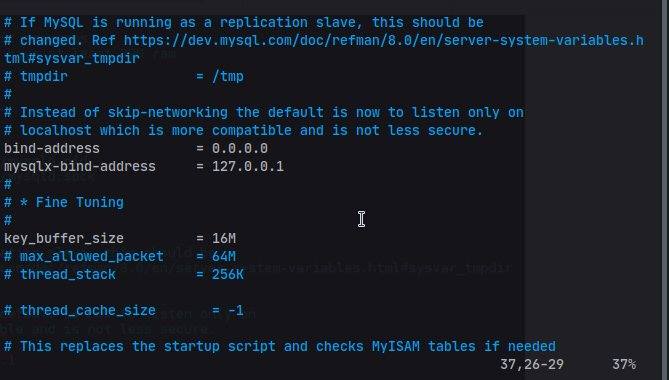 # If MySQL is running as a replication slave, this should be
# changed. Ref https://dev.mysql.com/doc/refman/8.0/en/server-system-variables.h
tml#sysvar_tmpdir
# tmpdir = /tmp
#
# Instead of skip-networking the default is now to listen only on
# localhost which is more compatible and is not less secure.
bind-address = 0.0.0.0
mysqlx-bind-address = 127.0.0.1
#
# * Fine Tuning
#
key_buffer_size = 16M
# max_allowed_packet = 64M
# thread_stack = 256K
# thread_cache_size = -1
# This replaces the startup script and checks MyISAM tables if needed
37,26-29 37%